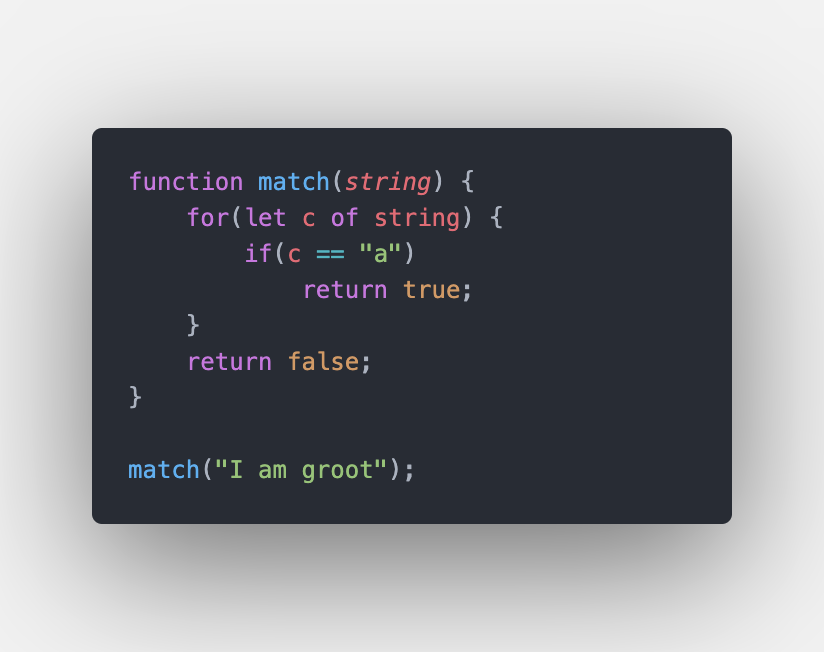 function match(string) {
    for(let c of string) {
        if(c == "a")
            return true;
    }
    return false;
}

match("I am groot");